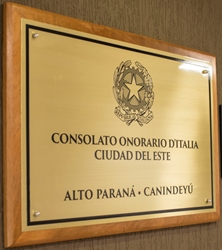 CONSOLATO ONORARIO D'ITALIA
CIUDAD DEL ESTE
ALTO PARANÁ • CANINDEYÚ